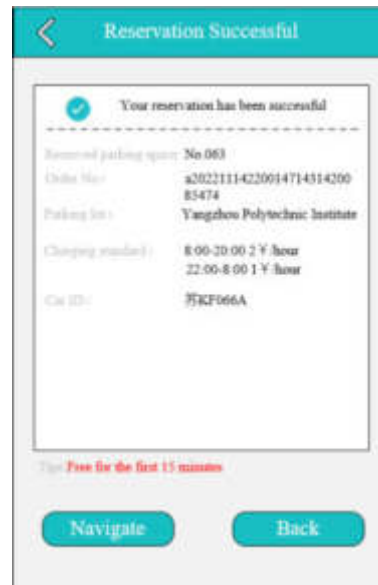 Reservation Successful
Your reservation has been successful
Reserved parking space No.063
Order No.: a20221114220014714314200
85474
Parking lot: Yangzhou Polytechnic Institute
Charging standard: 8:00-20:00 2¥/hour
22:00-8:00 1¥/hour
Car ID: 苏KF066A
Tips: Free for the first 15 minutes
Navigate Back